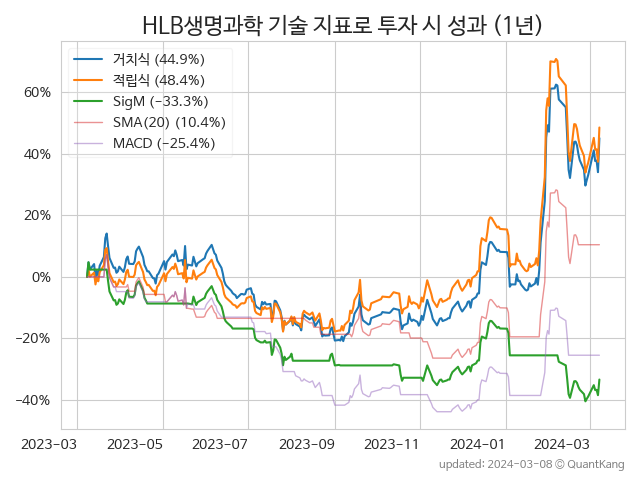 HLB생명과학 기술 지표로 투자 시 성과 (1년)
거치식 (44.9%)
적립식 (48.4%)
SigM (−33.3%)
SMA(20) (10.4%)
MACD (−25.4%)
60%
40%
20%
0%
−20%
−40%
2023−03 2023−05 2023−07 2023−09 2023−11 2024−01 2024−03
updated: 2024−03−08 © QuantKang